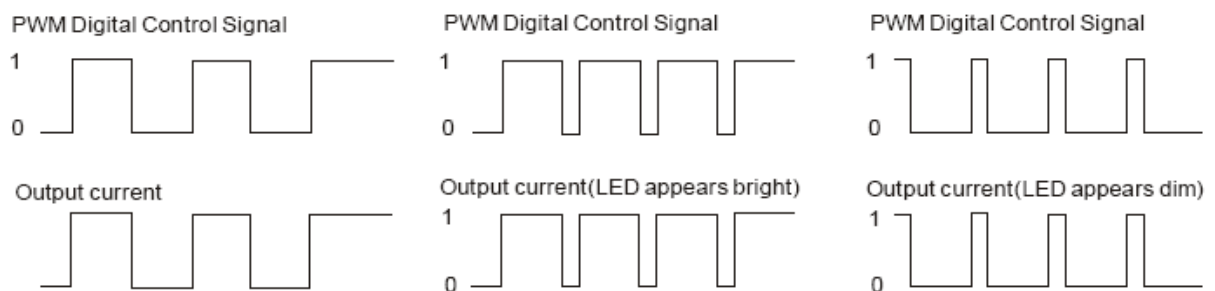 PWM Digital Control Signal
1
0
Output current
PWM Digital Control Signal
1
0
Output current(LED appears bright)
1
0
PWM Digital Control Signal
1
0
Output current(LED appears dim)
1
0